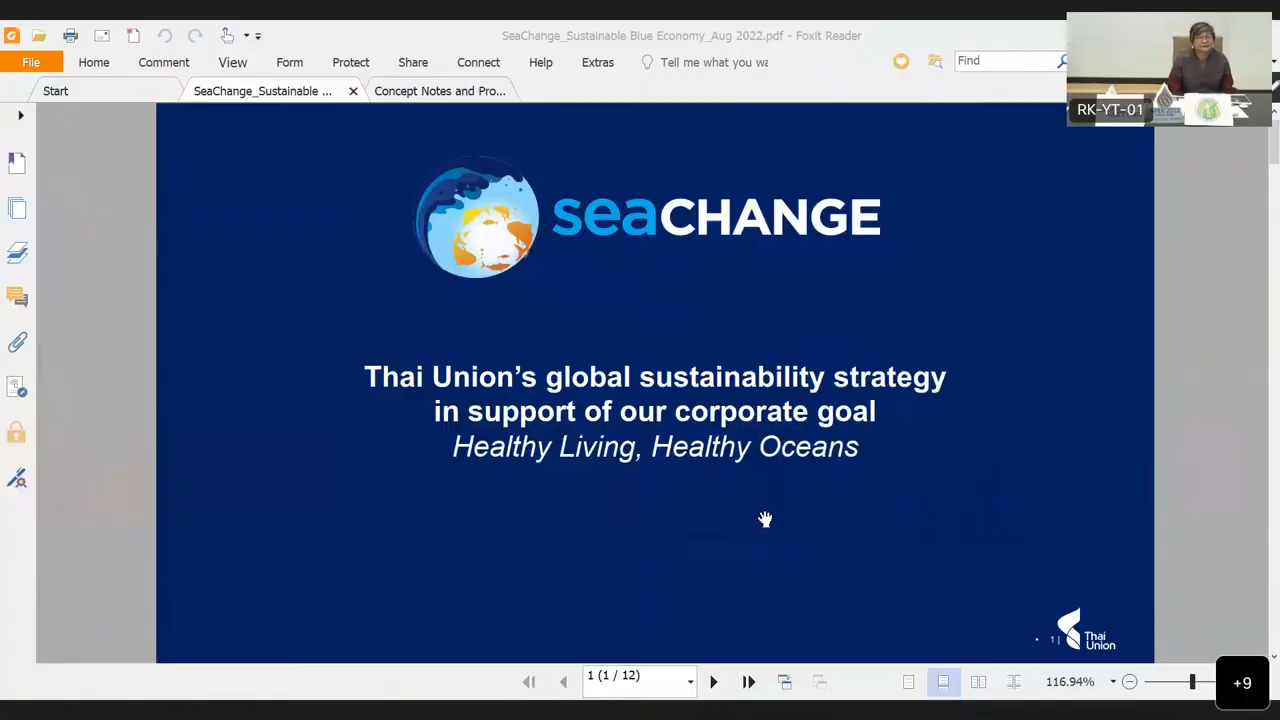 SeaChange_Sustainable Blue Economy_Aug 2022.pdf - Foxit Reader
File Home Comment View Form Protect Share Connect Help Extras Tell me what you wa Find
Start SeaChange_Sustainable ... Concept Notes and Pro...
RK-YT-01
seaCHANGE
Thai Union's global sustainability strategy
in support of our corporate goal
Healthy Living, Healthy Oceans
1 |
Thai
Union
1 (1 / 12)
116.94%
+9